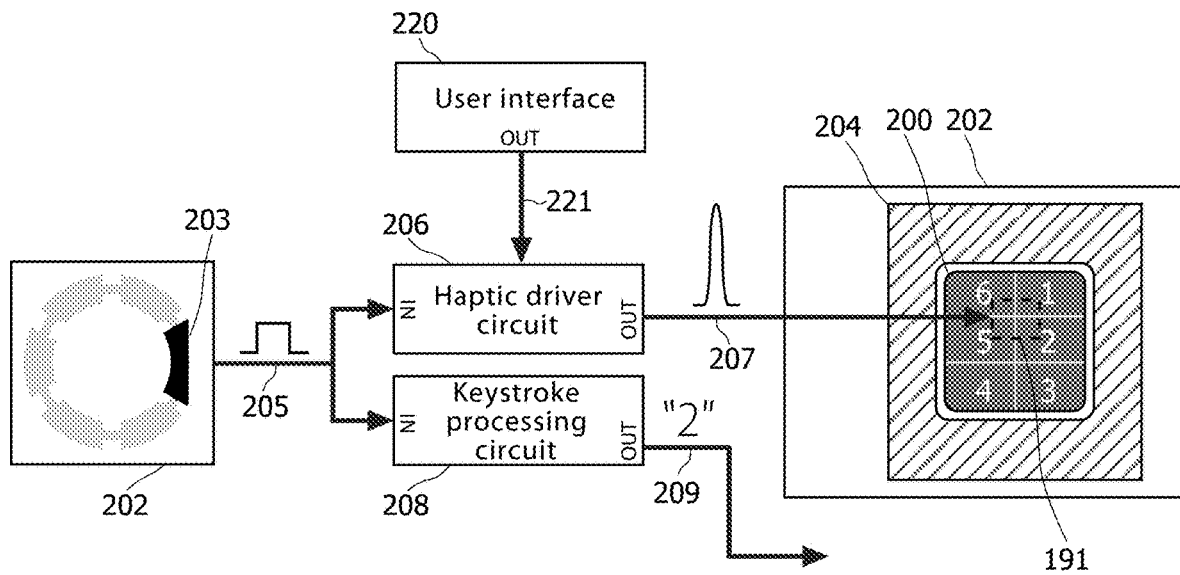 220
User interface
OUT
221
204
200
202
203
206
IN
Haptic driver
circuit
OUT
207
6 1
5 2
4 3
205
IN
Keystroke
processing
circuit
OUT
"2"
209
202
208
191